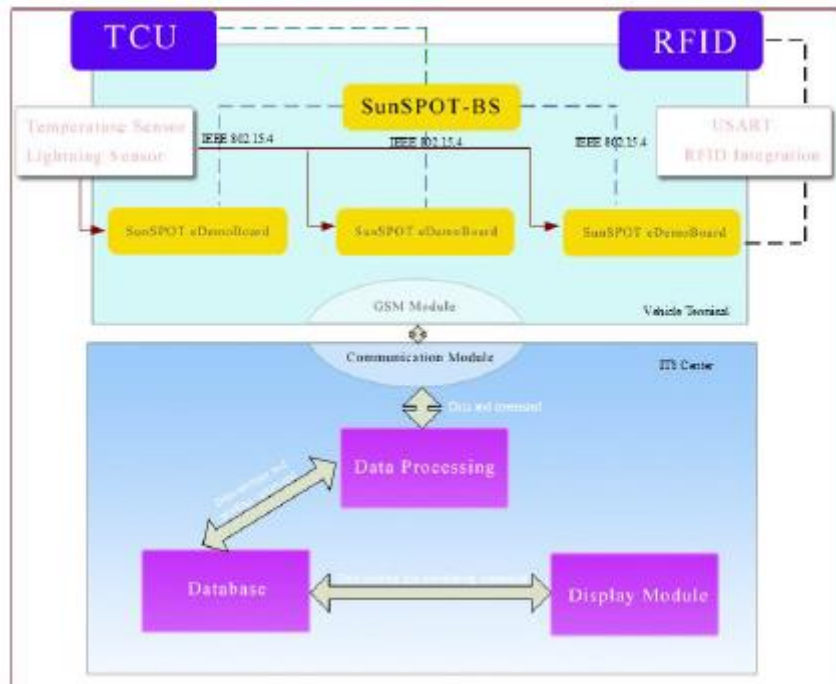 TCU
RFID
SunSPOT-BS
Temperature Sensor
Lightning Sensor
IEEE 802.15.4
IEEE 802.15.4
IEEE 802.15.4
USART
RFID Integration
SunSPOT eDemoBoard
SunSPOT eDemoBoard
SunSPOT eDemoBoard
GSM Module
Vehicle Terminal
Communication Module
ITS Center
Data and command
Data Processing
Database
Display Module